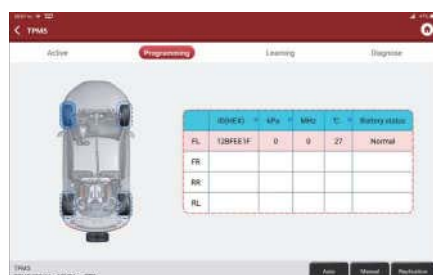 TPMS
Active Programming Learning Diagnose
ID(HEX) kPa MHz °C Battery status
FL 12BFEE1F 0 0 27 Normal
FR
RR
RL
TPMS
Auto Manual Replication